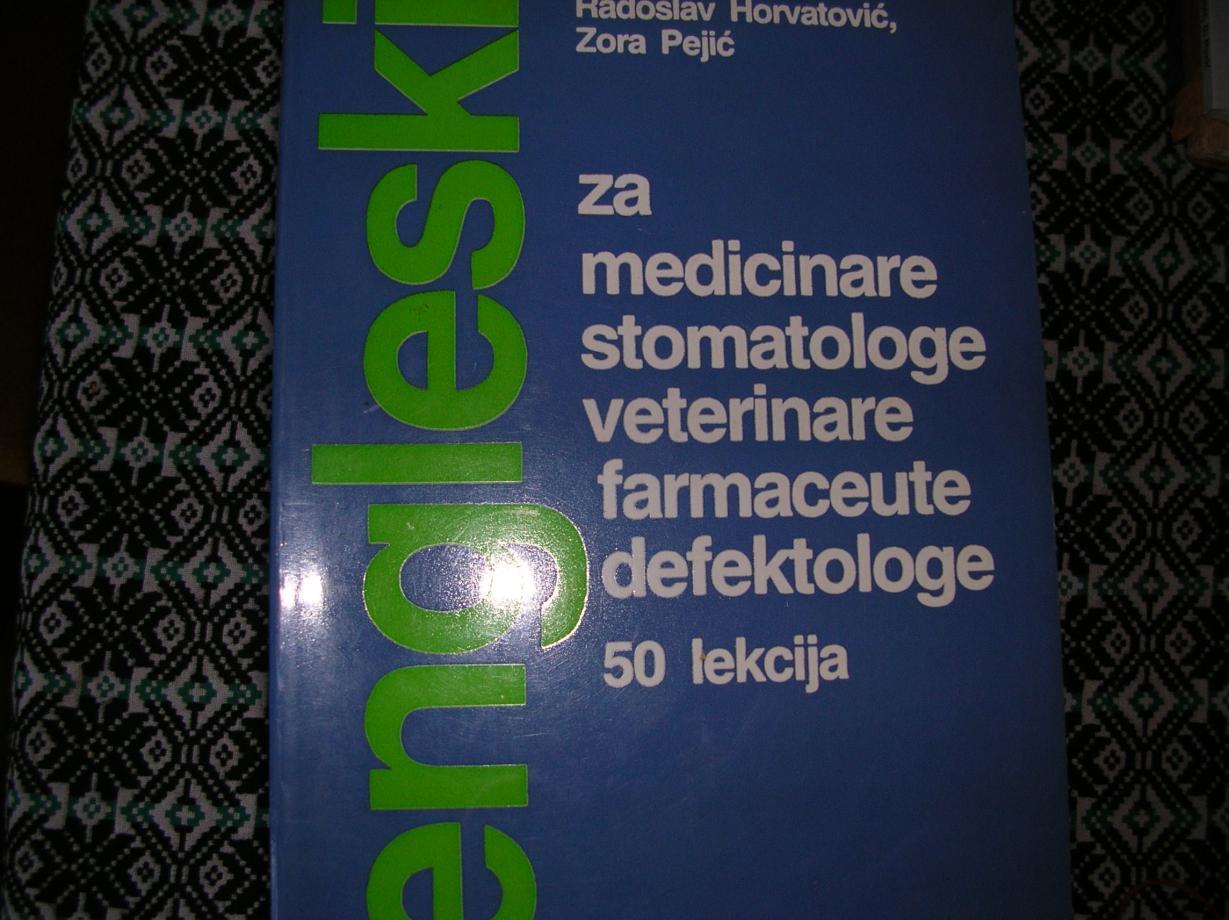 Radoslav Horvatović,
Zora Pejić
engleski
za
medicinare
stomatologe
veterinare
farmaceute
defektologe
50 lekcija